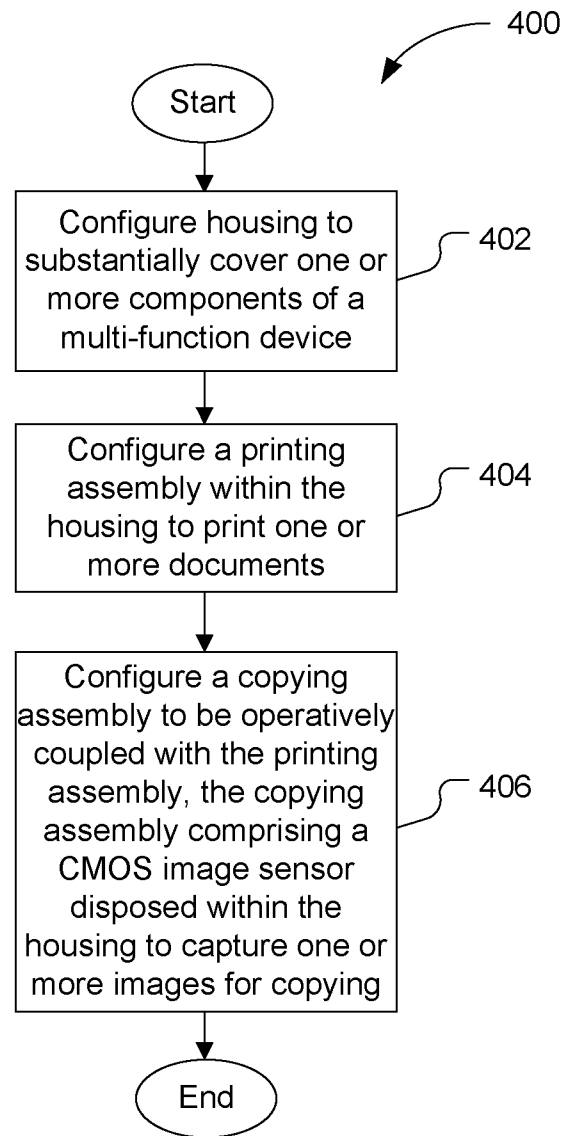 400
Start
Configure housing to
substantially cover one or
more components of a
multi-function device
402
Configure a printing
assembly within the
housing to print one or
more documents
404
Configure a copying
assembly to be operatively
coupled with the printing
assembly, the copying
assembly comprising a
CMOS image sensor
disposed within the
housing to capture one or
more images for copying
406
End